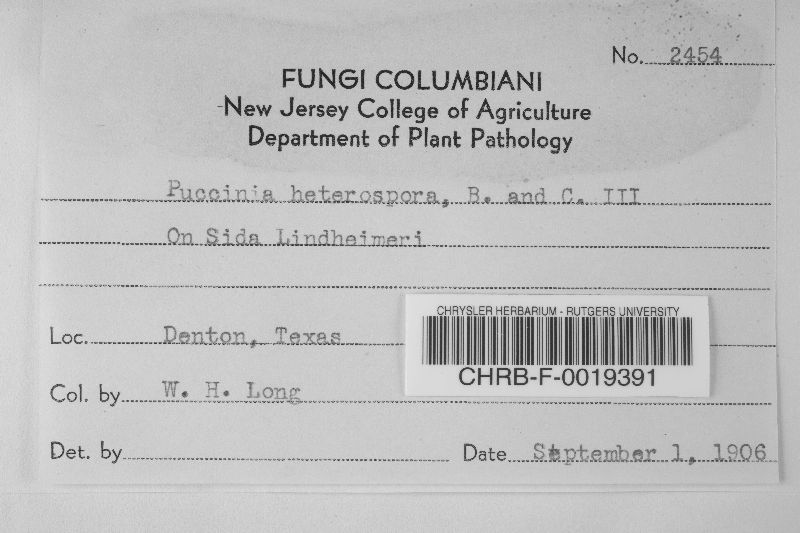 No. 2454
FUNGI COLUMBIANI
New Jersey College of Agriculture
Department of Plant Pathology
Puccinia heterospora, B. and C. III
On Sida Lindheimeri
CHRYSLER HERBARIUM - RUTGERS UNIVERSITY
CHRB-F-0019391
Loc. Denton, Texas
Col. by W. H. Long
Det. by
Date September 1, 1906